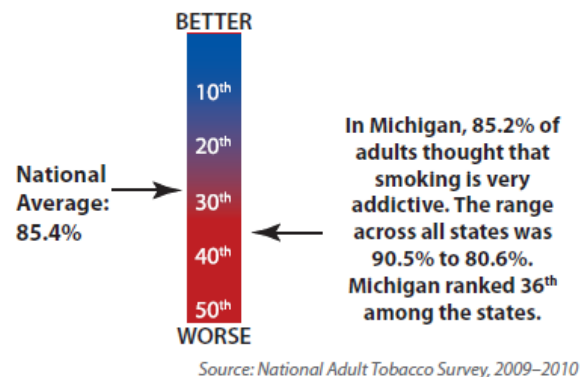 BETTER
10th
20th
30th
40th
50th
WORSE
National
Average:
85.4%
In Michigan, 85.2% of
adults thought that
smoking is very
addictive. The range
across all states was
90.5% to 80.6%.
Michigan ranked 36th
among the states.
Source: National Adult Tobacco Survey, 2009–2010